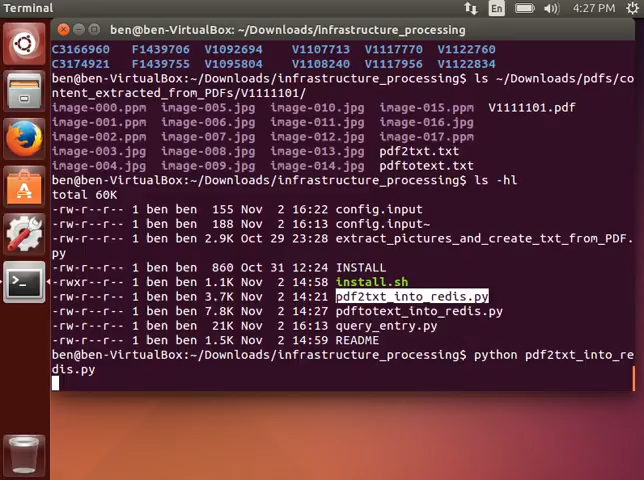 Terminal
En
4:27 PM
ben@ben-VirtualBox: ~/Downloads/infrastructure_processing
C3166960 F1439706 V1092694 V1107713 V1117770 V1122760
C3174921 F1439755 V1095804 V1108240 V1117956 V1122834
ben@ben-VirtualBox:~/Downloads/infrastructure_processing$ ls ~/Downloads/pdfs/co
ntent_extracted_from_PDFs/V1111101/
image-000.ppm image-005.jpg image-010.jpg image-015.ppm V1111101.pdf
image-001.ppm image-006.jpg image-011.jpg image-016.jpg
image-002.ppm image-007.jpg image-012.jpg image-017.ppm
image-003.jpg image-008.jpg image-013.jpg pdf2txt.txt
image-004.jpg image-009.jpg image-014.jpg pdftotext.txt
ben@ben-VirtualBox:~/Downloads/infrastructure_processing$ ls -hl
total 60K
-rw-r--r-- 1 ben ben 155 Nov 2 16:22 config.input
-rw-r--r-- 1 ben ben 188 Nov 2 16:13 config.input~
-rw-r--r-- 1 ben ben 2.9K Oct 29 23:28 extract_pictures_and_create_txt_from_PDF.
py
-rw-r--r-- 1 ben ben 860 Oct 31 12:24 INSTALL
-rwxr--r-- 1 ben ben 1.1K Nov 2 14:58 install.sh
-rw-r--r-- 1 ben ben 3.7K Nov 2 14:21 pdf2txt_into_redis.py
-rw-r--r-- 1 ben ben 7.8K Nov 2 14:27 pdftotext_into_redis.py
-rw-r--r-- 1 ben ben 21K Nov 2 16:13 query_entry.py
-rw-r--r-- 1 ben ben 1.5K Nov 2 14:59 README
ben@ben-VirtualBox:~/Downloads/infrastructure_processing$ python pdf2txt_into_re
dis.py